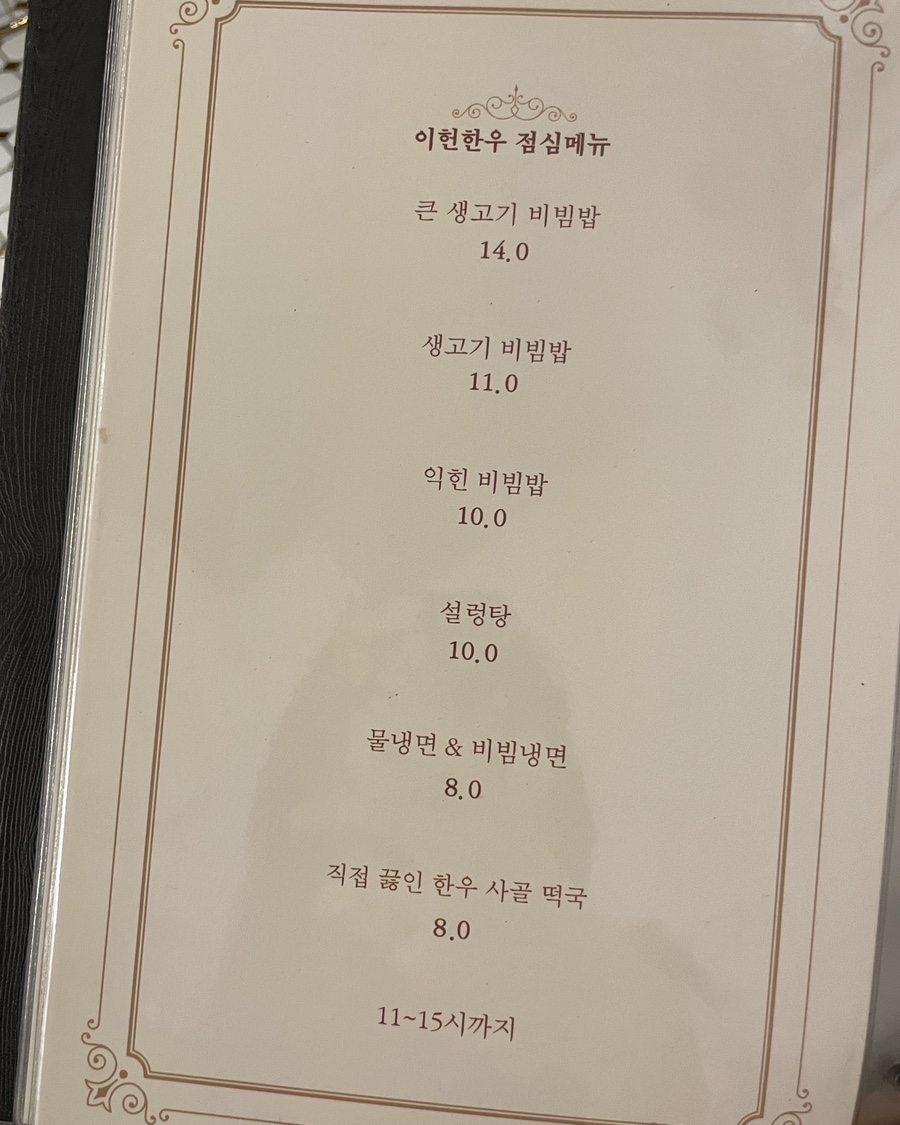 이헌한우 점심메뉴
큰 생고기 비빔밥
14.0
생고기 비빔밥
11.0
익힌 비빔밥
10.0
설렁탕
10.0
물냉면 & 비빔냉면
8.0
직접 끓인 한우 사골 떡국
8.0
11~15시까지